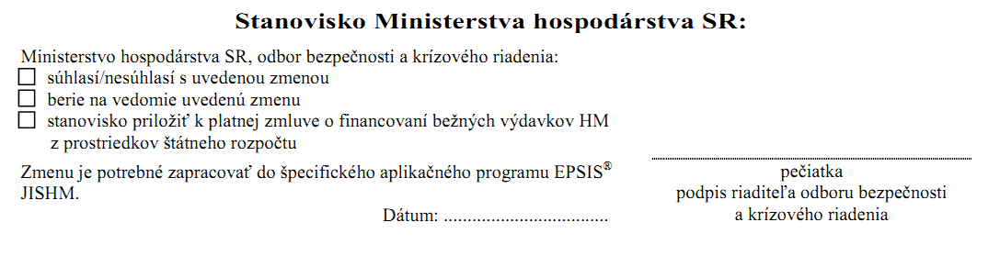 Stanovisko Ministerstva hospodárstva SR:
Ministerstvo hospodárstva SR, odbor bezpečnosti a krízového riadenia:
☐ súhlasí/nesúhlasí s uvedenou zmenou
☐ berie na vedomie uvedenú zmenu
☐ stanovisko priložiť k platnej zmluve o financovaní bežných výdavkov HM
z prostriedkov štátneho rozpočtu
Zmenu je potrebné zapracovať do špecifického aplikačného programu EPSIS®
JISHM.
Dátum: ....................................
pečiatka
podpis riaditeľa odboru bezpečnosti
a krízového riadenia